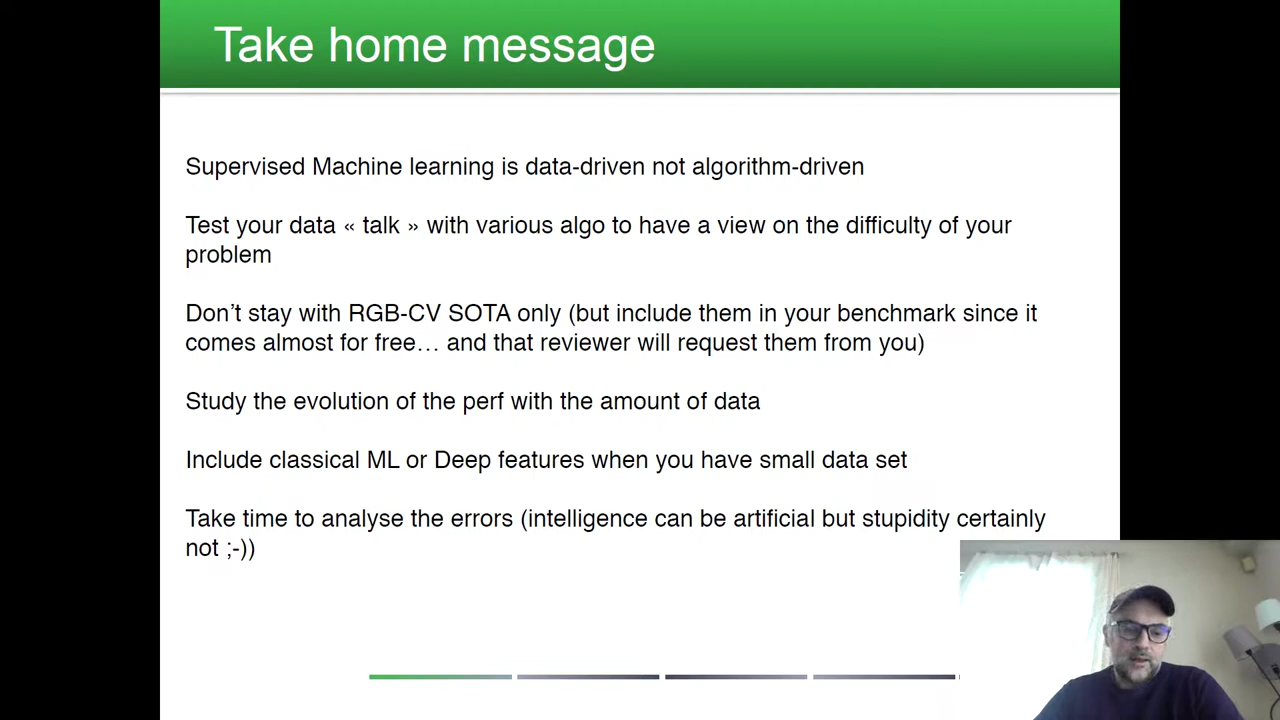 Take home message
Supervised Machine learning is data-driven not algorithm-driven
Test your data « talk » with various algo to have a view on the difficulty of your
problem
Don’t stay with RGB-CV SOTA only (but include them in your benchmark since it
comes almost for free… and that reviewer will request them from you)
Study the evolution of the perf with the amount of data
Include classical ML or Deep features when you have small data set
Take time to analyse the errors (intelligence can be artificial but stupidity certainly
not ;-))